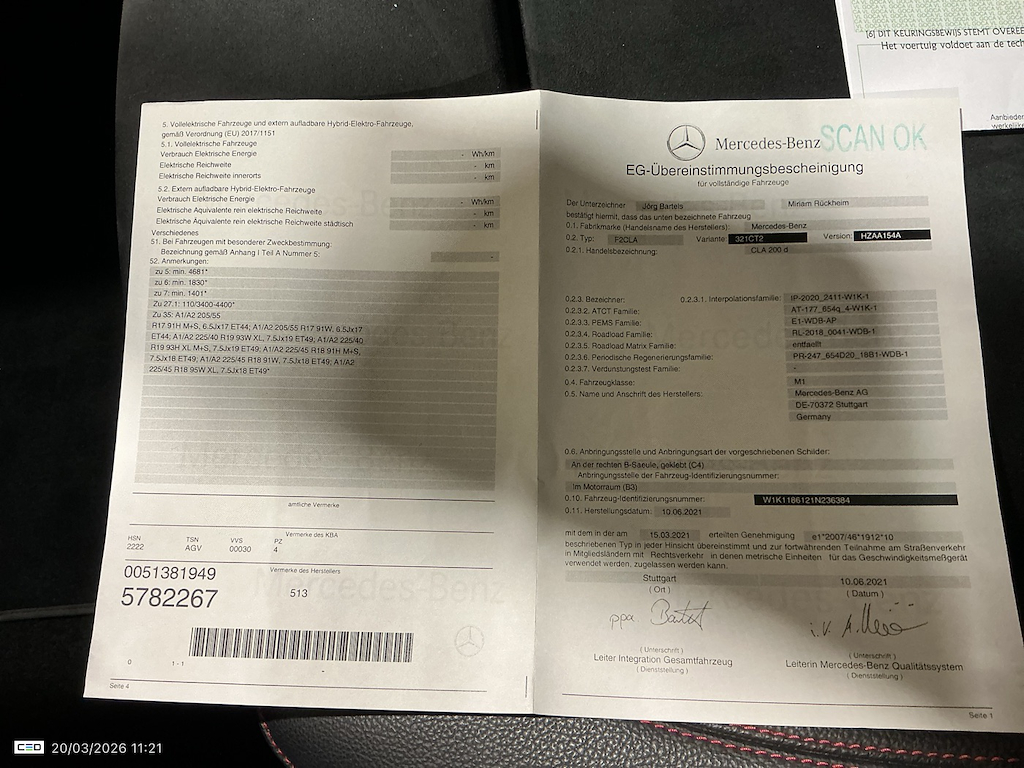 [6] DIT KEURINGSBEWIJS STEMT OVEREE
Het voertuig voldoet aan de tech
Aanbieder
werkelijke
5. Vollelektrische Fahrzeuge und extern aufladbare Hybrid-Elektro-Fahrzeuge,
gemäß Verordnung (EU) 2017/1151
5.1. Vollelektrische Fahrzeuge
Verbrauch Elektrische Energie - Wh/km
Elektrische Reichweite - km
Elektrische Reichweite innerorts - km
5.2. Extern aufladbare Hybrid-Elektro-Fahrzeuge
Verbrauch Elektrische Energie - Wh/km
Elektrische Äquivalente rein elektrische Reichweite - km
Elektrische Äquivalente rein elektrische Reichweite städtisch - km
Verschiedenes
51. Bei Fahrzeugen mit besonderer Zweckbestimmung:
Bezeichnung gemäß Anhang I Teil A Nummer 5: -
52. Anmerkungen:
zu 5: min. 4681*
zu 6: min. 1830*
zu 7: min. 1401*
Zu 27.1: 110/3400-4400*
Zu 35: A1/A2 205/55
R17 91H M+S, 6.5Jx17 ET44; A1/A2 205/55 R17 91W, 6.5Jx17
ET44; A1/A2 225/40 R19 93W XL, 7.5Jx19 ET49; A1/A2 225/40
R19 93H XL M+S, 7.5Jx19 ET49; A1/A2 225/45 R18 91H M+S,
7.5Jx18 ET49; A1/A2 225/45 R18 91W, 7.5Jx18 ET49; A1/A2
225/45 R18 95W XL, 7.5Jx18 ET49*
amtliche Vermerke
Vermerke des KBA
HSN TSN VVS PZ
2222 AGV 00030 4
0051381949 Vermerke des Herstellers
5782267 513
0 1 - 1 -
Seite 4
Mercedes-Benz SCAN OK
EG-Übereinstimmungsbescheinigung
für vollständige Fahrzeuge
Der Unterzeichner Jörg Bartels Miriam Rückheim
bestätigt hiermit, dass das unten bezeichnete Fahrzeug
0.1. Fabrikmarke (Handelsname des Herstellers): Mercedes-Benz
0.2. Typ: F2CLA Variante: 321CT2 Version: HZAA154A
0.2.1. Handelsbezeichnung: CLA 200 d
0.2.3. Bezeichner: 0.2.3.1. Interpolationsfamilie: IP-2020_2411-W1K-1
0.2.3.2. ATCT Familie: AT-177_654q_4-W1K-1
0.2.3.3. PEMS Familie: E1-WDB-AP
0.2.3.4. Roadload Familie: RL-2018_0041-WDB-1
0.2.3.5. Roadload Matrix Familie: entfaellt
0.2.3.6. Periodische Regenerierungsfamilie: PR-247_654D20_18B1-WDB-1
0.2.3.7. Verdunstungstest Familie: -
0.4. Fahrzeugklasse: M1
0.5. Name und Anschrift des Herstellers: Mercedes-Benz AG
DE-70372 Stuttgart
Germany
0.6. Anbringungsstelle und Anbringungsart der vorgeschriebenen Schilder:
An der rechten B-Saeule, geklebt (C4)
Anbringungsstelle der Fahrzeug-Identifizierungsnummer:
Im Motorraum (B3)
0.10. Fahrzeug-Identifizierungsnummer: W1K1186121N236384
0.11. Herstellungsdatum: 10.06.2021
mit dem in der am 15.03.2021 erteilten Genehmigung e1*2007/46*1912*10
beschriebenen Typ in jeder Hinsicht übereinstimmt und zur fortwährenden Teilnahme am Straßenverkehr
in Mitgliedsländern mit Rechtsverkehr in denen metrische Einheiten für das Geschwindigkeitsmeßgerät
verwendet werden, zugelassen werden kann.
Stuttgart 10.06.2021
( Ort ) ( Datum )
ppa i.V.
( Unterschrift ) ( Unterschrift )
Leiter Integration Gesamtfahrzeug Leiterin Mercedes-Benz Qualitätssystem
( Dienststellung ) ( Dienststellung )
Seite 1
20/03/2026 11:21